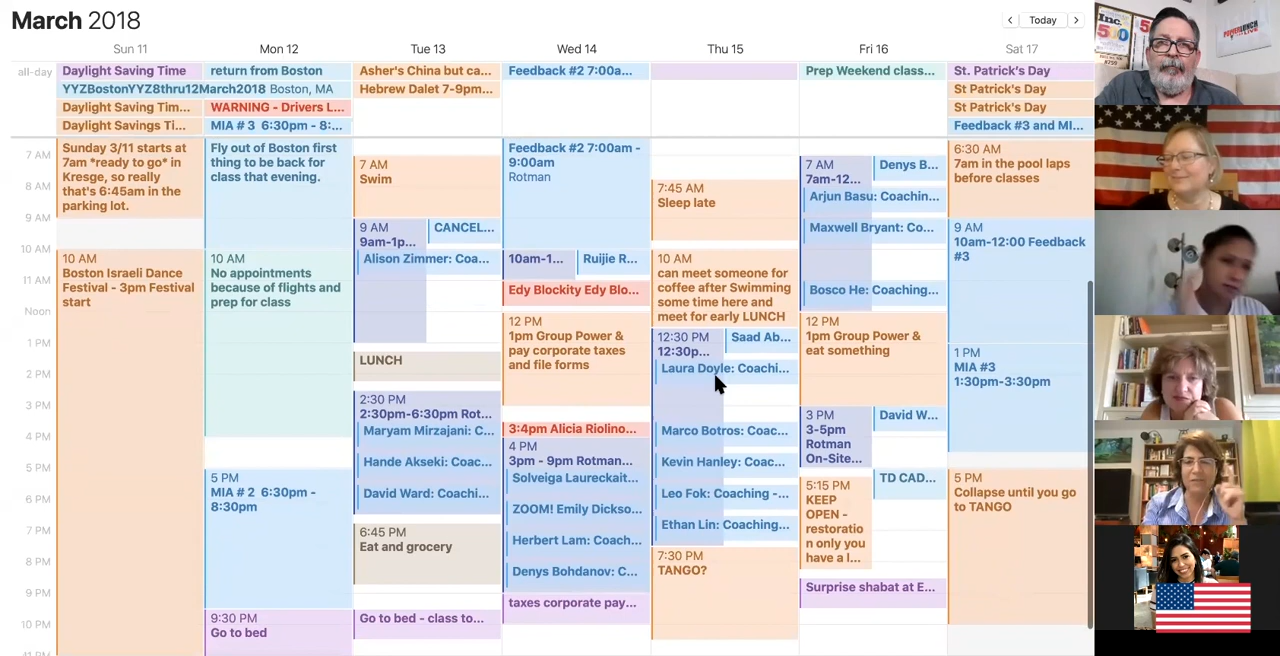 March 2018
Today
Sun 11
Mon 12
Tue 13
Wed 14
Thu 15
Fri 16
Sat 17
all-day
Daylight Saving Time
return from Boston
Asher's China but ca...
Feedback #2 7:00a...
Prep Weekend class...
St. Patrick's Day
YYZBostonYYZ8thru12March2018 Boston, MA
Hebrew Dalet 7-9pm...
St Patrick's Day
Daylight Saving Tim...
WARNING - Drivers L...
St Patrick's Day
Daylight Savings Ti...
MIA # 3 6:30pm - 8:...
Feedback #3 and MI...
7 AM
8 AM
9 AM
10 AM
11 AM
Noon
1 PM
2 PM
3 PM
4 PM
5 PM
6 PM
7 PM
8 PM
9 PM
10 PM
Sunday 3/11 starts at
7am *ready to go* in
Kresge, so really
that's 6:45am in the
parking lot.
10 AM
Boston Israeli Dance
Festival - 3pm Festival
start
Fly out of Boston first
thing to be back for
class that evening.
10 AM
No appointments
because of flights and
prep for class
5 PM
MIA # 2 6:30pm -
8:30pm
9:30 PM
Go to bed
7 AM
Swim
9 AM
9am-1p...
CANCEL...
Alison Zimmer: Coa...
LUNCH
2:30 PM
2:30pm-6:30pm Rot...
Maryam Mirzajani: C...
Hande Akseki: Coac...
David Ward: Coachi...
6:45 PM
Eat and grocery
Go to bed - class to...
Feedback #2 7:00am -
9:00am
Rotman
10am-1...
Ruijie R...
Edy Blockity Edy Blo...
12 PM
1pm Group Power &
pay corporate taxes
and file forms
3:4pm Alicia Riolino...
4 PM
3pm - 9pm Rotman...
Solveiga Laureckait...
ZOOM! Emily Dickso...
Herbert Lam: Coach...
Denys Bohdanov: C...
taxes corporate pay...
7:45 AM
Sleep late
10 AM
can meet someone for
coffee after Swimming
some time here and
meet for early LUNCH
12:30 PM
12:30p...
Saad Ab...
Laura Doyle: Coachi...
Marco Botros: Coac...
Kevin Hanley: Coac...
Leo Fok: Coaching -...
Ethan Lin: Coaching...
7:30 PM
TANGO?
7 AM
7am-12...
Denys B...
Arjun Basu: Coachin...
Maxwell Bryant: Co...
Bosco He: Coaching...
12 PM
1pm Group Power &
eat something
3 PM
3-5pm
Rotman
On-Site...
David W...
5:15 PM
KEEP
OPEN -
restoratio
n only you
have a l...
TD CAD...
Surprise shabat at E...
6:30 AM
7am in the pool laps
before classes
9 AM
10am-12:00 Feedback
#3
1 PM
MIA #3
1:30pm-3:30pm
5 PM
Collapse until you go
to TANGO
Inc.